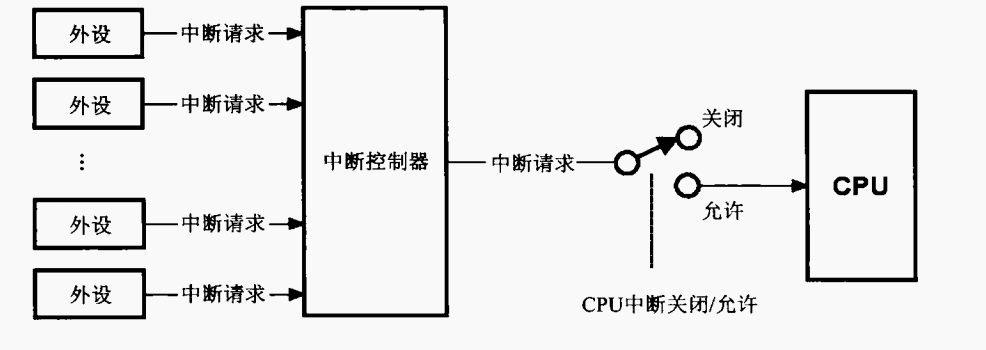 外设 中断请求
外设 中断请求
⋮
关闭
中断控制器 中断请求
CPU
允许
外设 中断请求
外设 中断请求
CPU中断关闭/允许